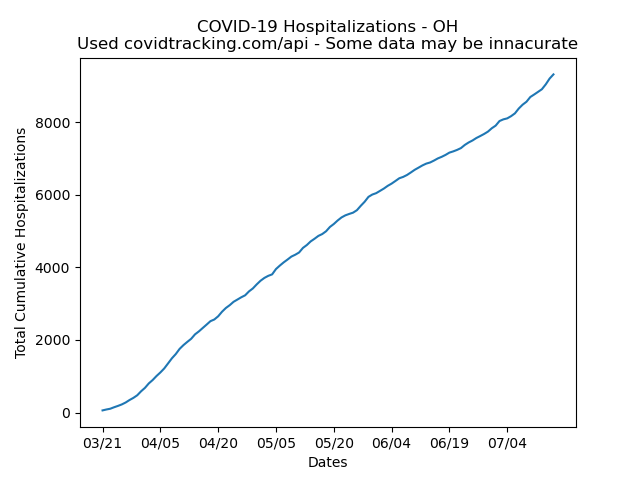 COVID-19 Hospitalizations - OH
Used covidtracking.com/api - Some data may be innacurate
Total Cumulative Hospitalizations
8000
6000
4000
2000
0
03/21 04/05 04/20 05/05 05/20 06/04 06/19 07/04
Dates